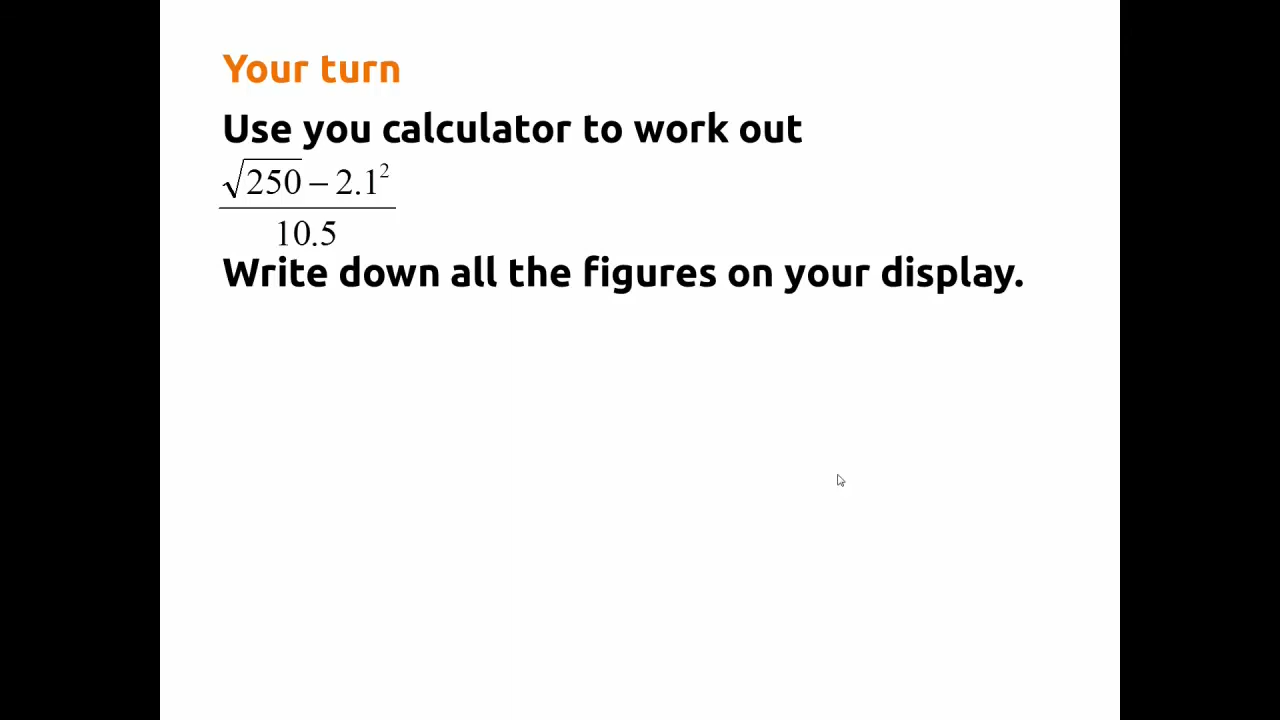 Your turn
Use you calculator to work out
√250 − 2.1²
10.5
Write down all the figures on your display.